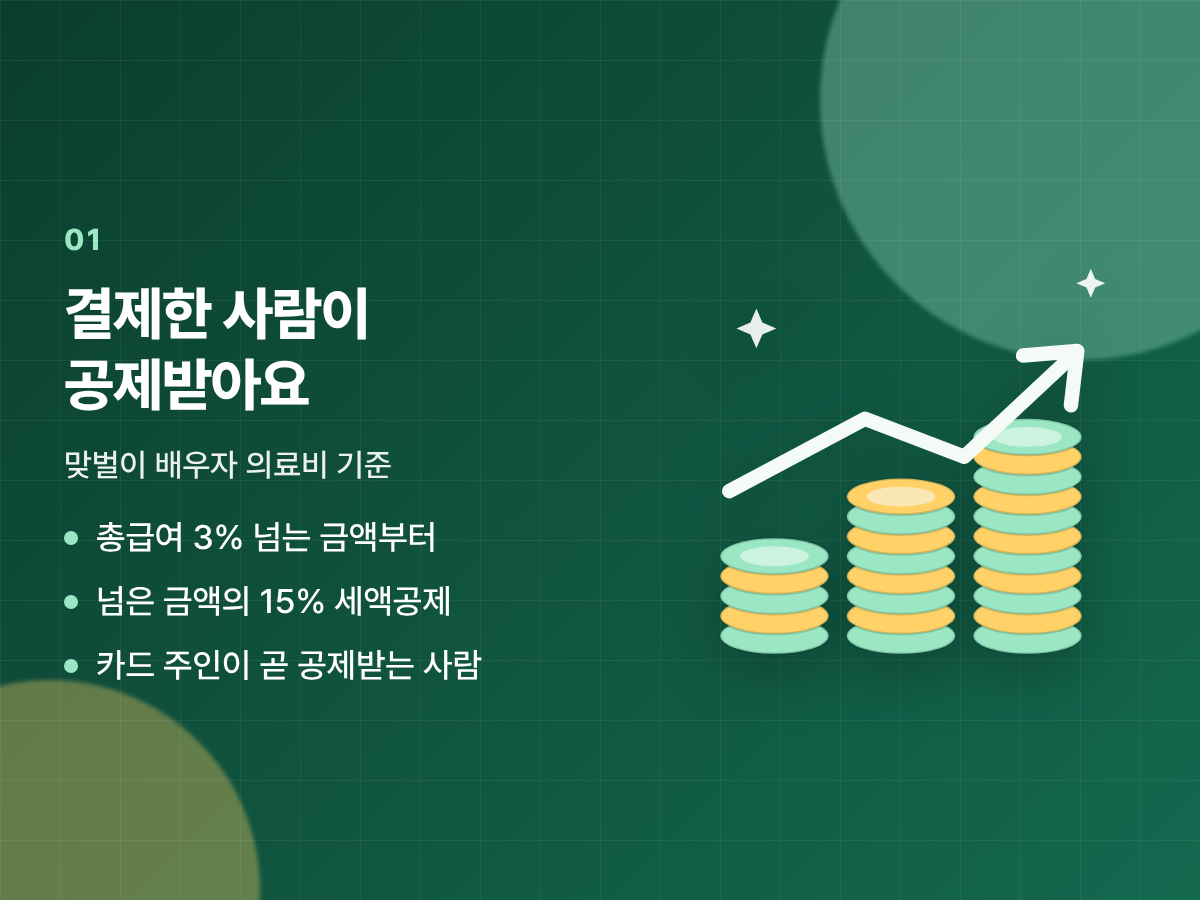 01
결제한 사람이
공제받아요
맞벌이 배우자 의료비 기준
총급여 3% 넘는 금액부터
넘은 금액의 15% 세액공제
카드 주인이 곧 공제받는 사람